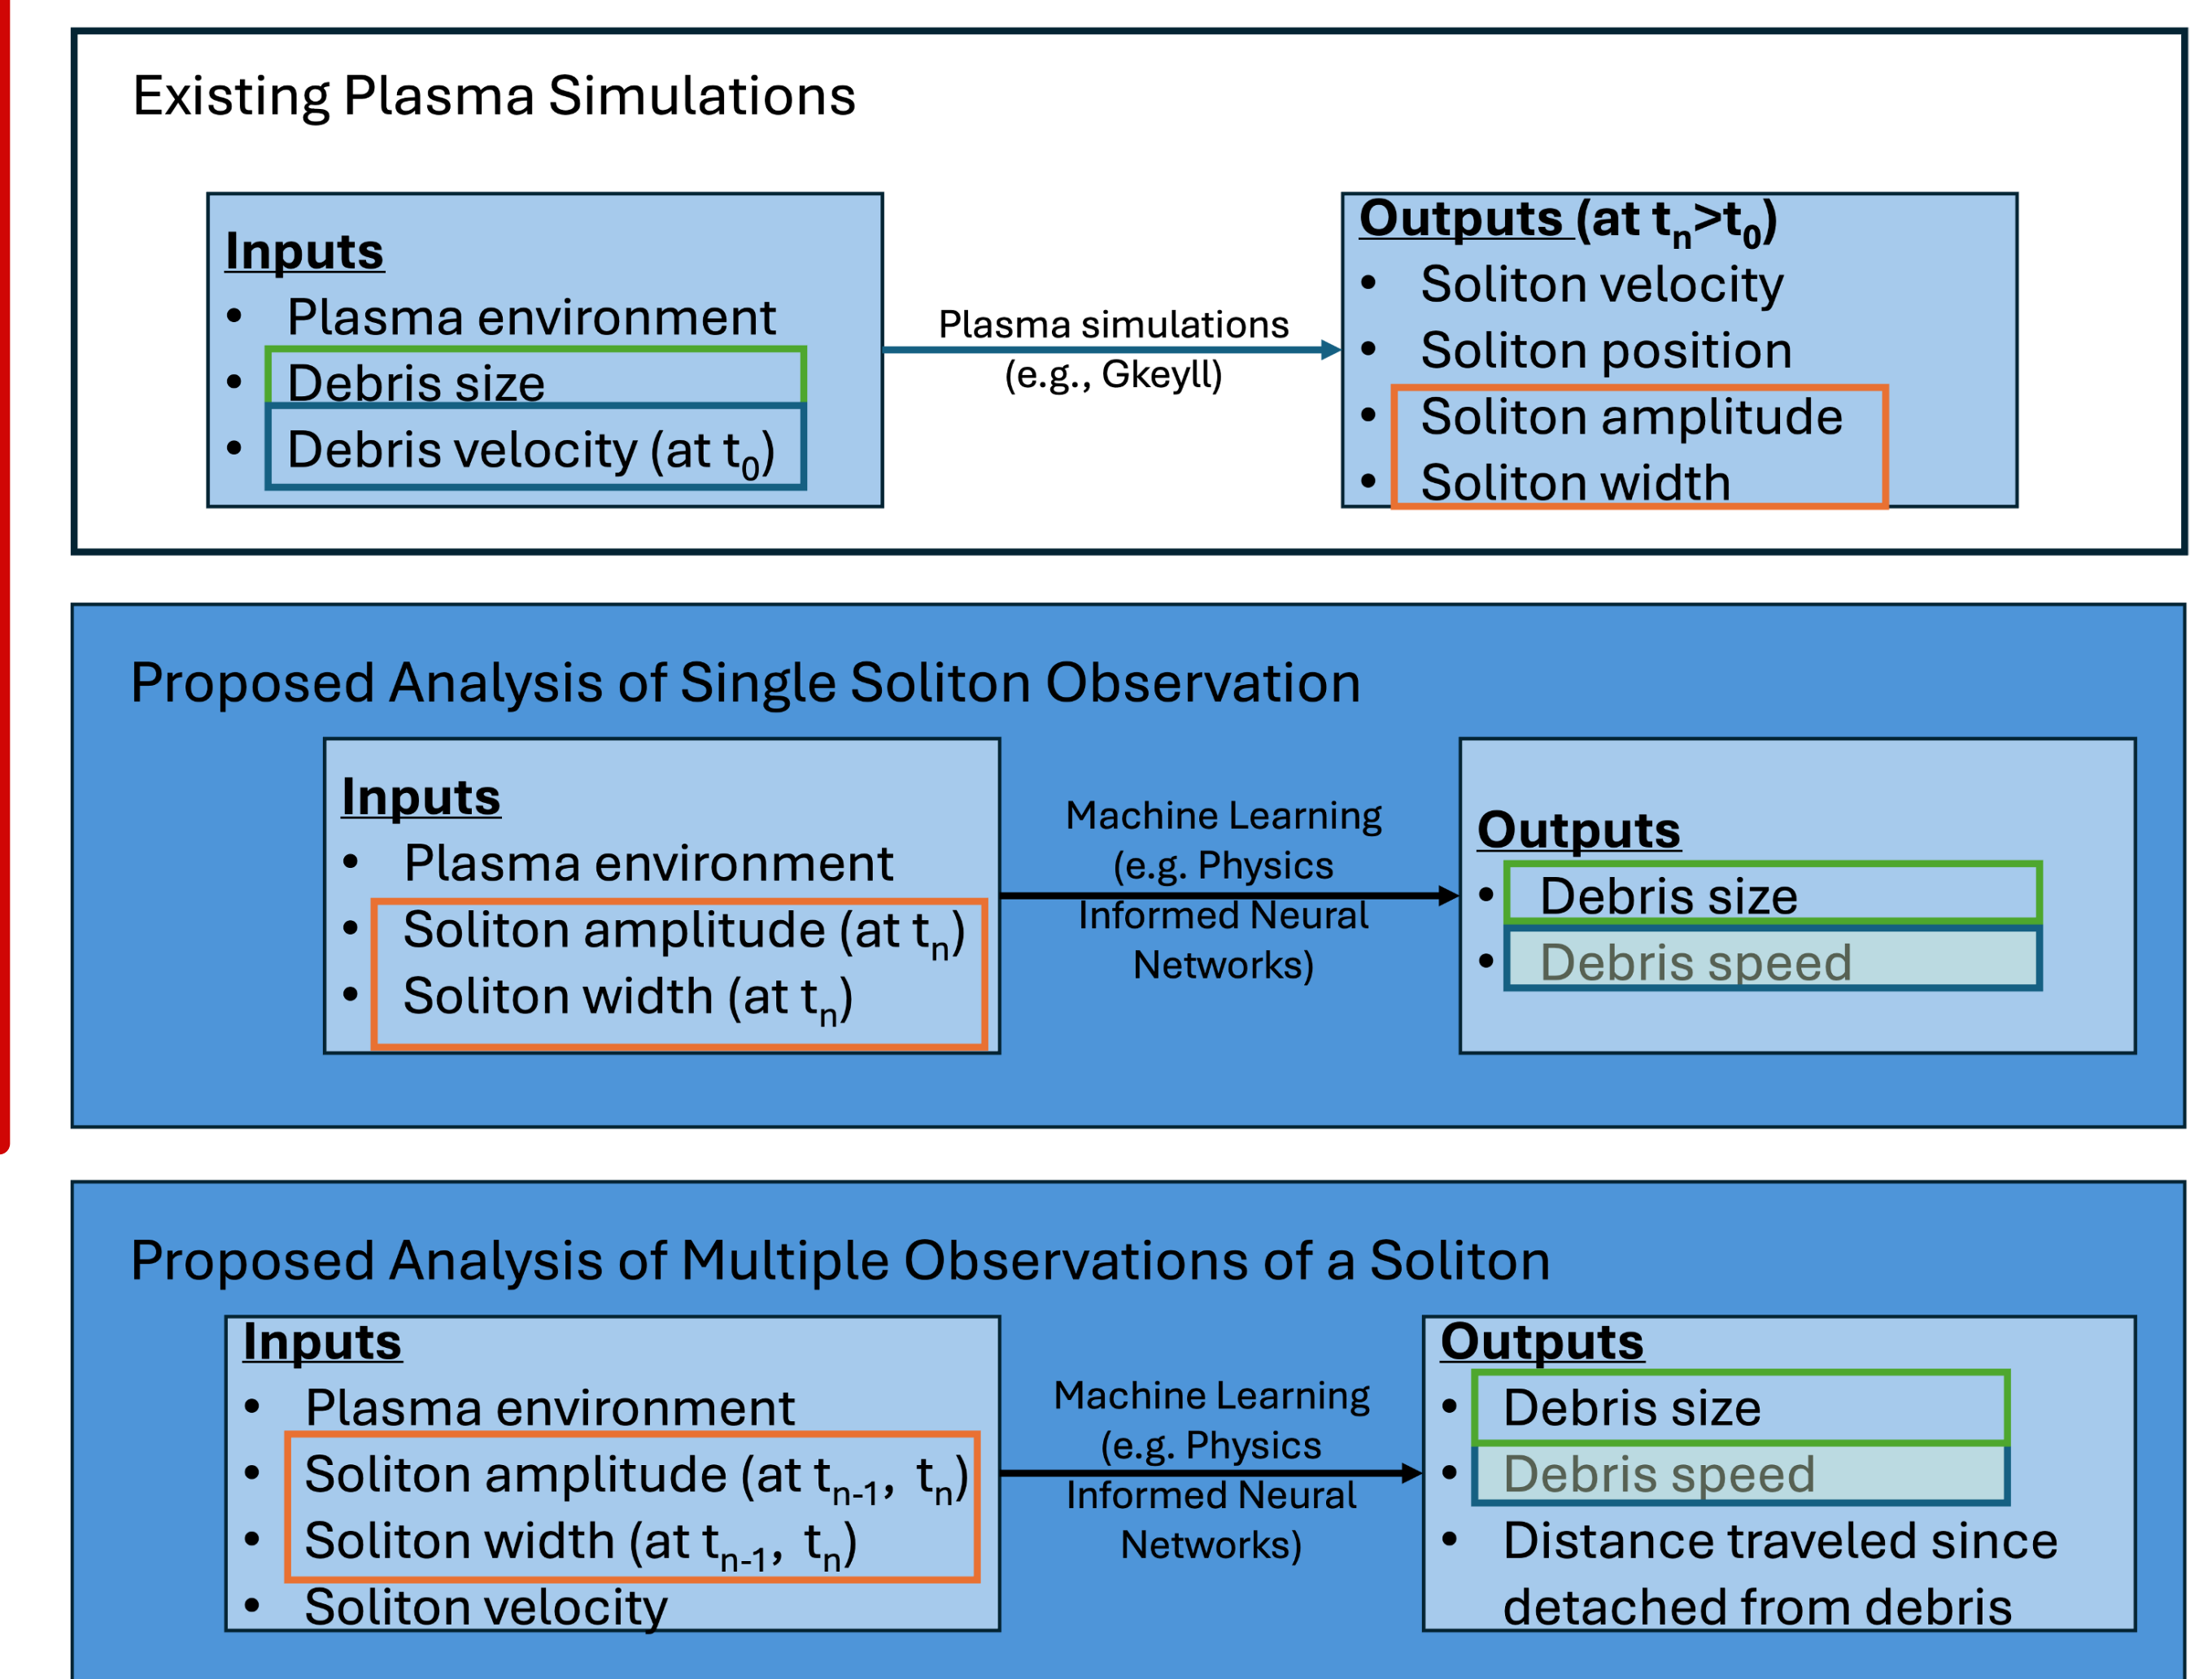 Existing Plasma Simulations
Inputs
• Plasma environment
• Debris size
• Debris velocity (at t0)
Plasma simulations
(e.g., Gkeyll)
Outputs (at tn>t0)
• Soliton velocity
• Soliton position
• Soliton amplitude
• Soliton width
Proposed Analysis of Single Soliton Observation
Inputs
• Plasma environment
• Soliton amplitude (at tn)
• Soliton width (at tn)
Machine Learning
(e.g. Physics
Informed Neural
Networks)
Outputs
• Debris size
• Debris speed
Proposed Analysis of Multiple Observations of a Soliton
Inputs
• Plasma environment
• Soliton amplitude (at tn-1, tn)
• Soliton width (at tn-1, tn)
• Soliton velocity
Machine Learning
(e.g. Physics
Informed Neural
Networks)
Outputs
• Debris size
• Debris speed
• Distance traveled since
detached from debris